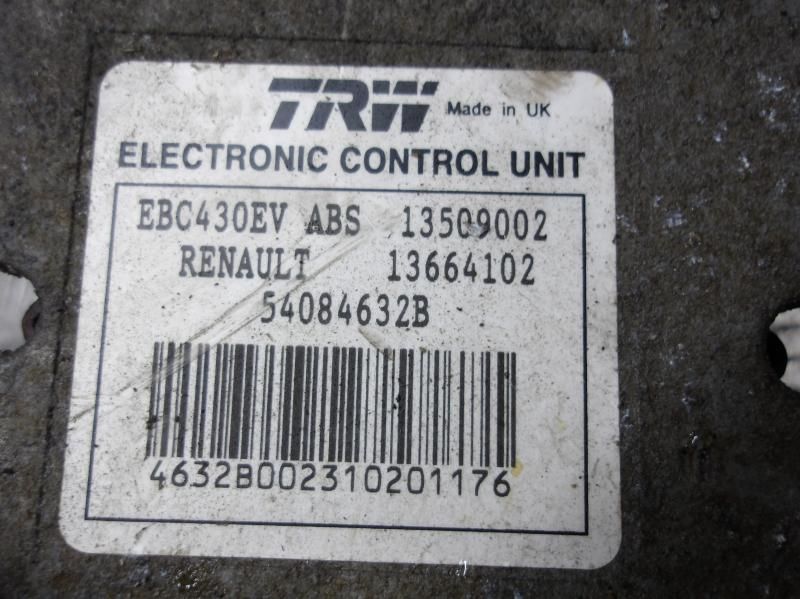 TRW Made in UK
ELECTRONIC CONTROL UNIT
EBC430EV ABS 13509002
RENAULT 13664102
54084632B
4632B002310201176